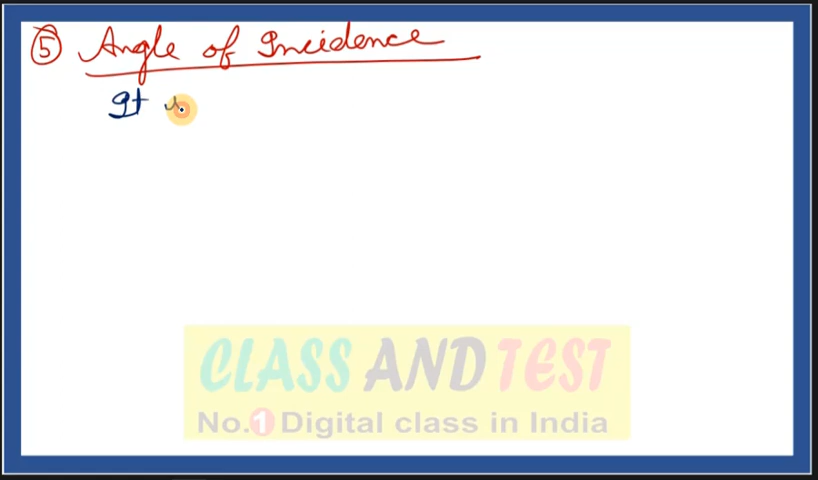 ⑤ Angle of Incidence
It
CLASS AND TEST
No.1 Digital class in India